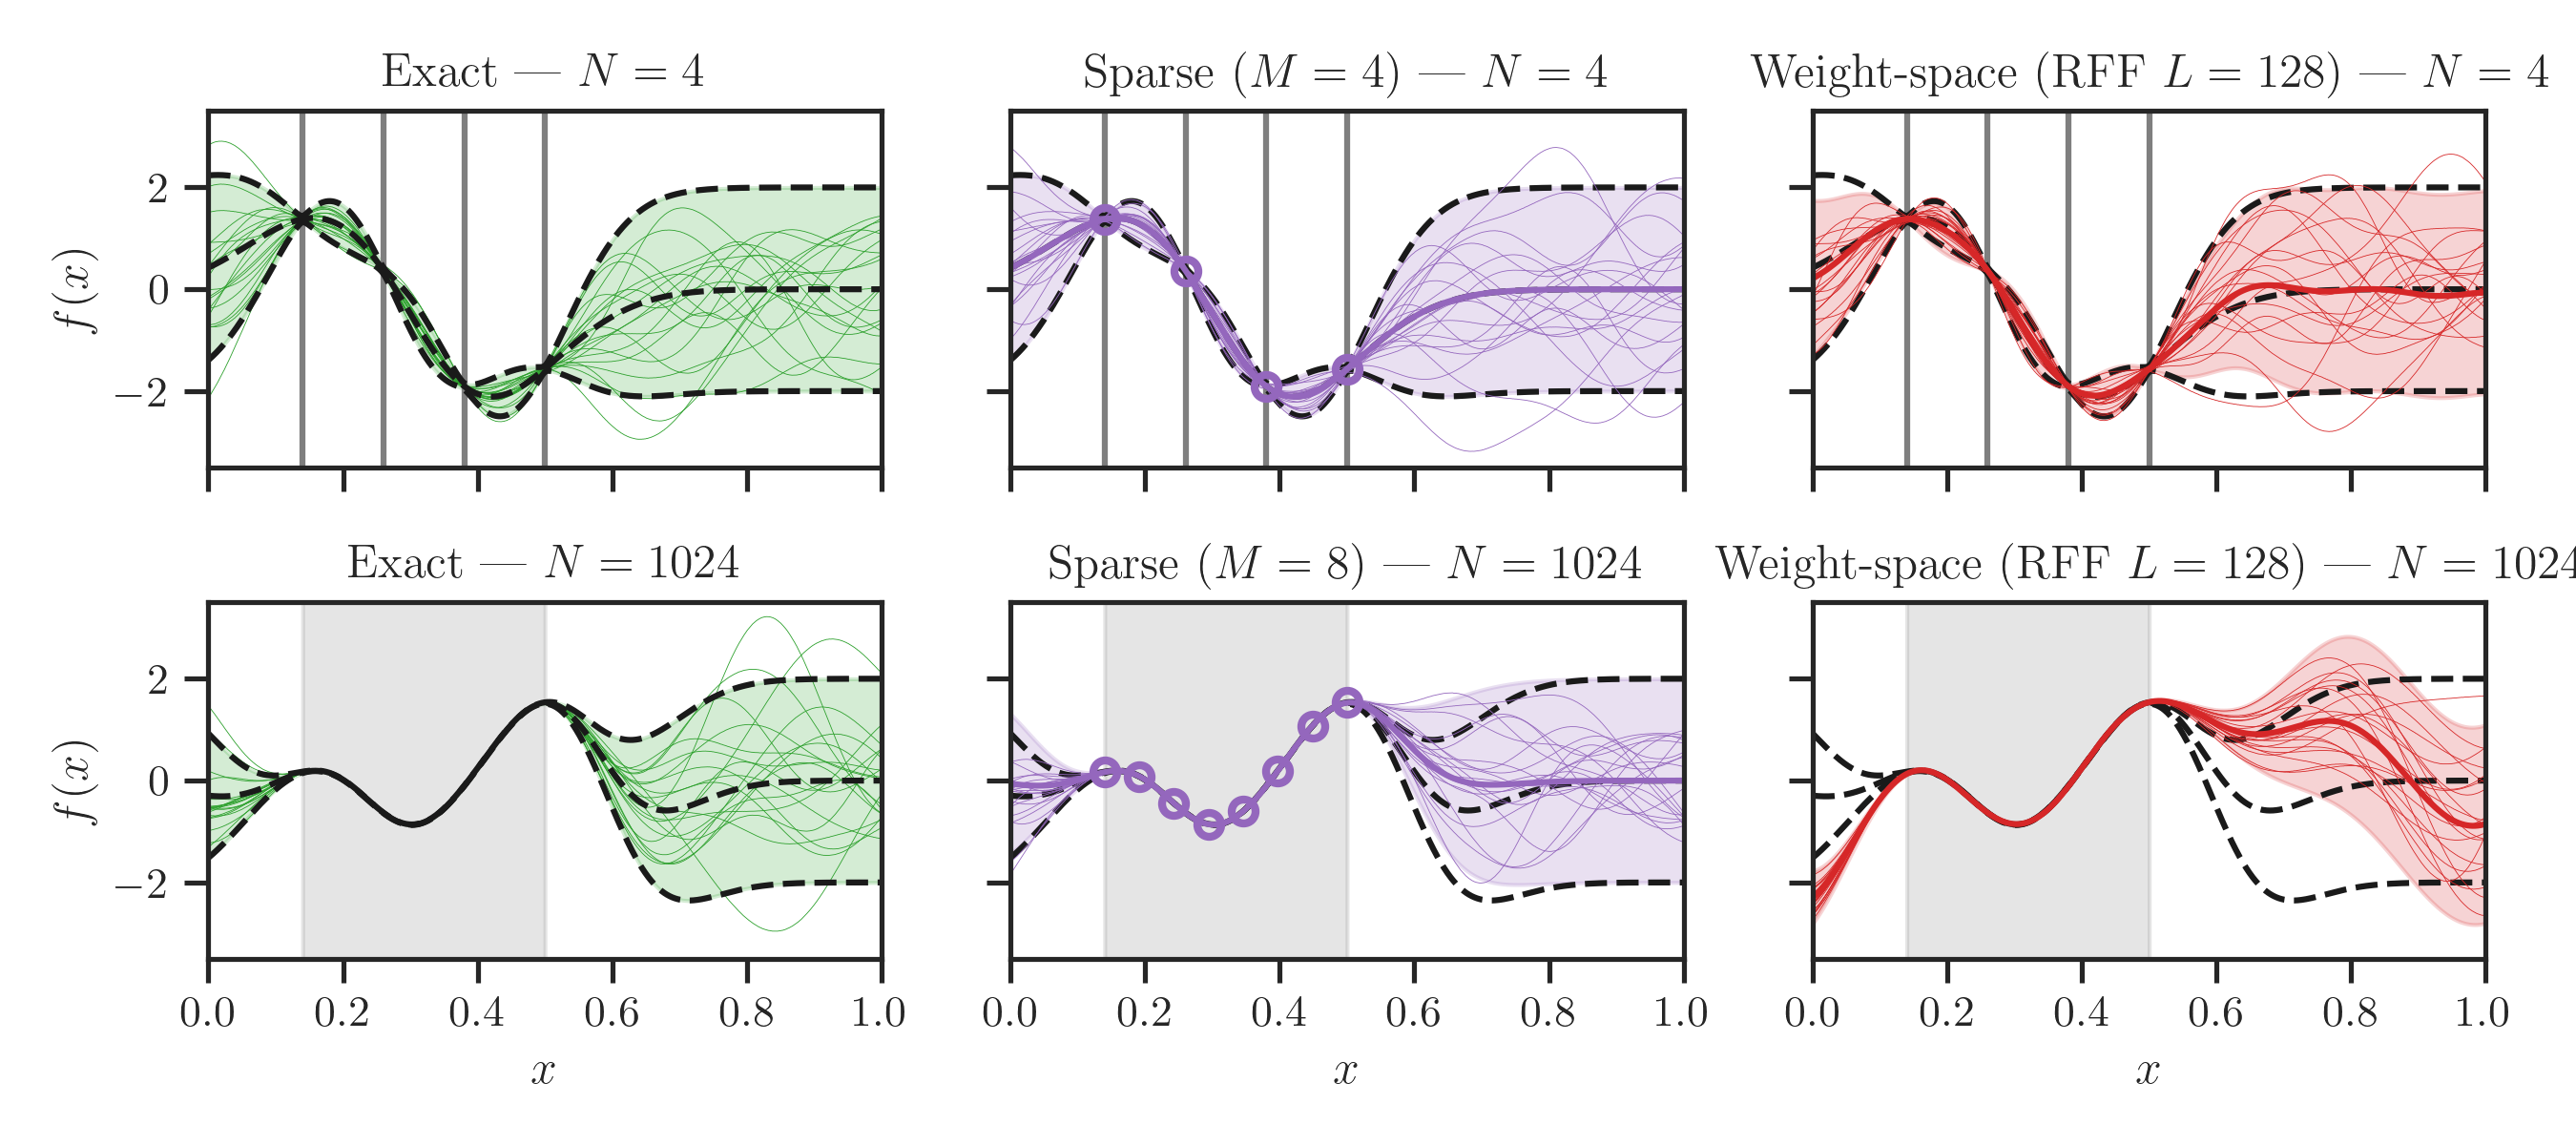 Exact — N = 4
Sparse (M = 4) — N = 4
Weight-space (RFF L = 128) — N = 4
f(x)
2
0
−2
Exact — N = 1024
Sparse (M = 8) — N = 1024
Weight-space (RFF L = 128) — N = 1024
f(x)
2
0
−2
0.0 0.2 0.4 0.6 0.8 1.0
0.0 0.2 0.4 0.6 0.8 1.0
0.0 0.2 0.4 0.6 0.8 1.0
x
x
x